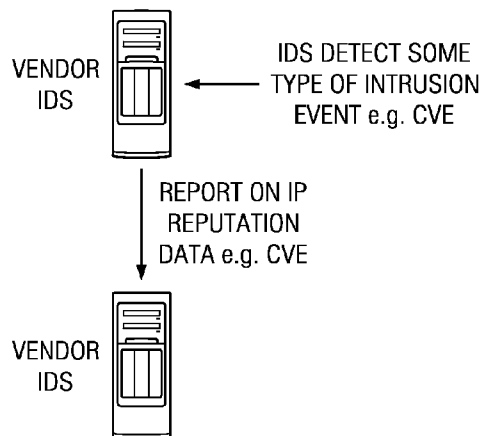 VENDOR
IDS
IDS DETECT SOME
TYPE OF INTRUSION
EVENT e.g. CVE
REPORT ON IP
REPUTATION
DATA e.g. CVE
VENDOR
IDS